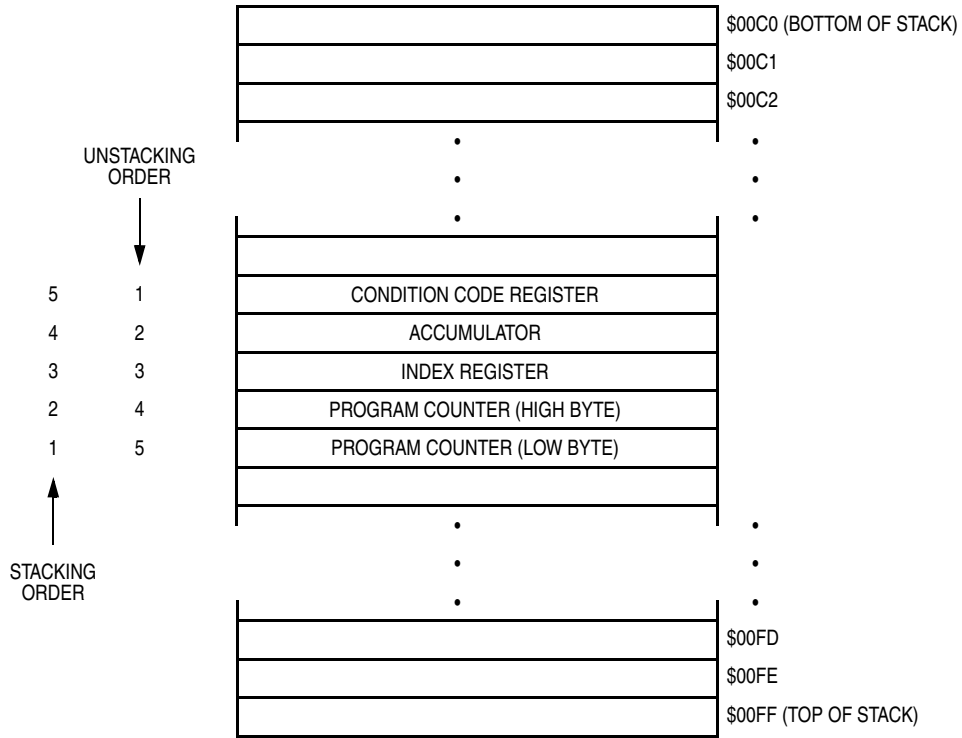 $00C0 (BOTTOM OF STACK)
$00C1
$00C2
UNSTACKING
ORDER
5 1 CONDITION CODE REGISTER
4 2 ACCUMULATOR
3 3 INDEX REGISTER
2 4 PROGRAM COUNTER (HIGH BYTE)
1 5 PROGRAM COUNTER (LOW BYTE)
STACKING
ORDER
$00FD
$00FE
$00FF (TOP OF STACK)